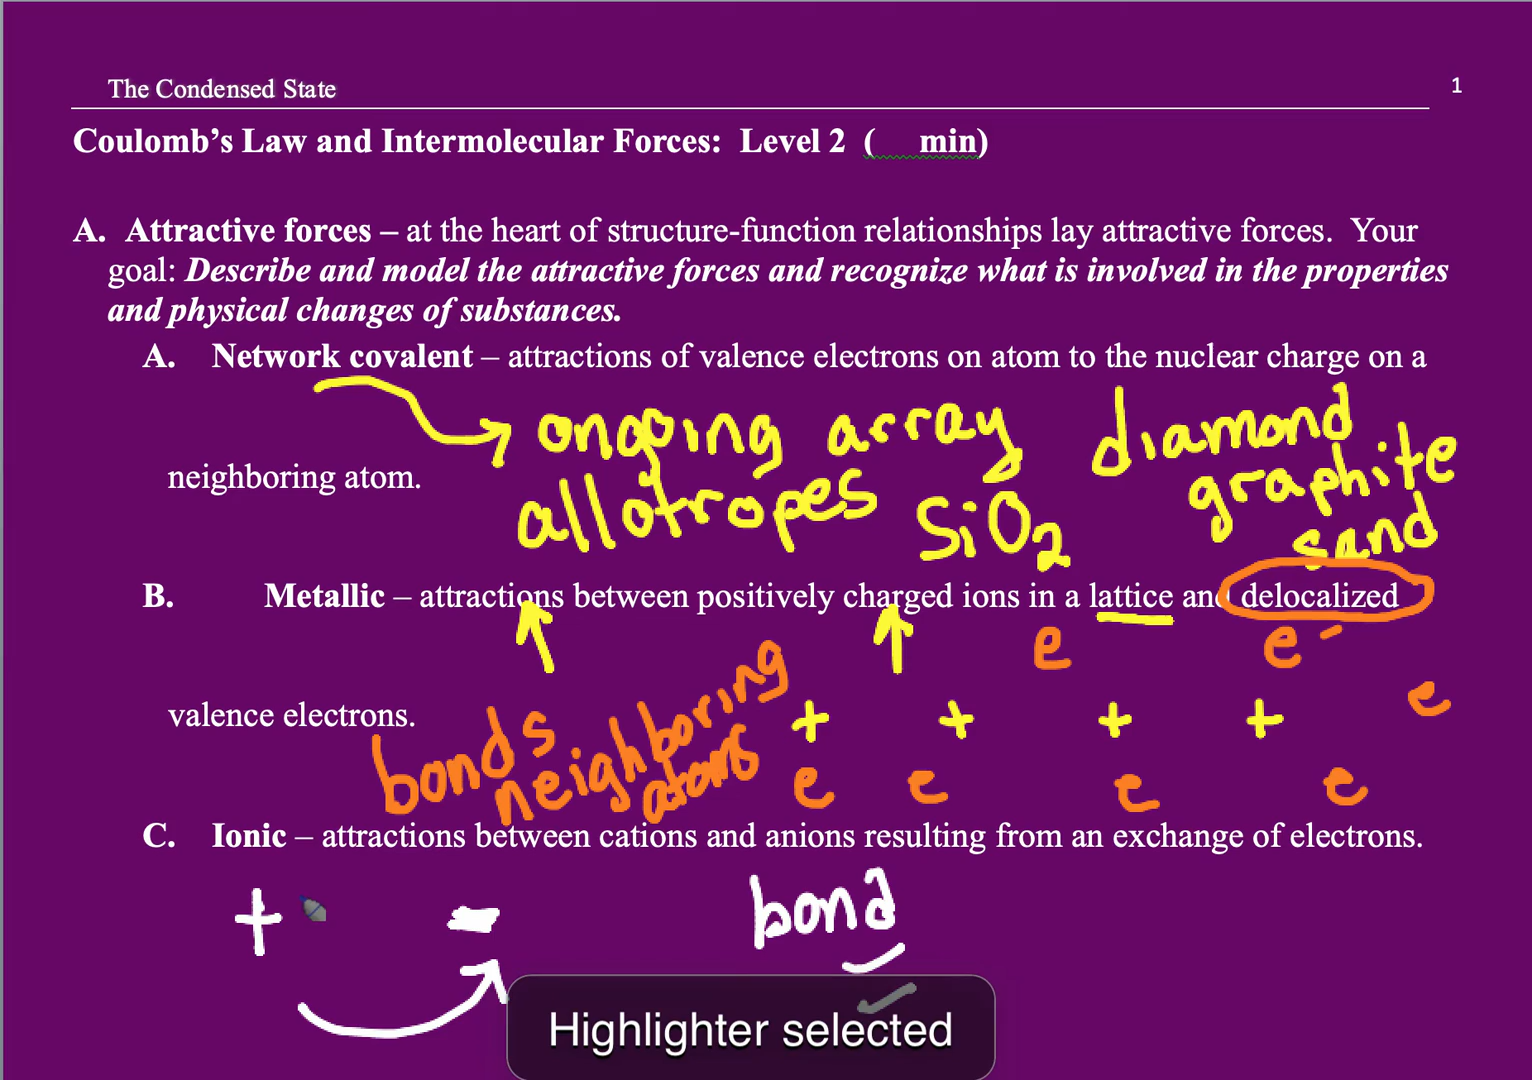 The Condensed State 1
Coulomb’s Law and Intermolecular Forces: Level 2 ( min)
A. Attractive forces – at the heart of structure-function relationships lay attractive forces. Your
goal: Describe and model the attractive forces and recognize what is involved in the properties
and physical changes of substances.
A. Network covalent – attractions of valence electrons on atom to the nuclear charge on a
ongoing array diamond
neighboring atom.
graphite
allotropes SiO2
sand
B. Metallic – attractions between positively charged ions in a lattice and delocalized
e e-
e
valence electrons.
+ + + +
bonds
neighboring
atoms
e e e e
C. Ionic – attractions between cations and anions resulting from an exchange of electrons.
+ - bond
Highlighter selected